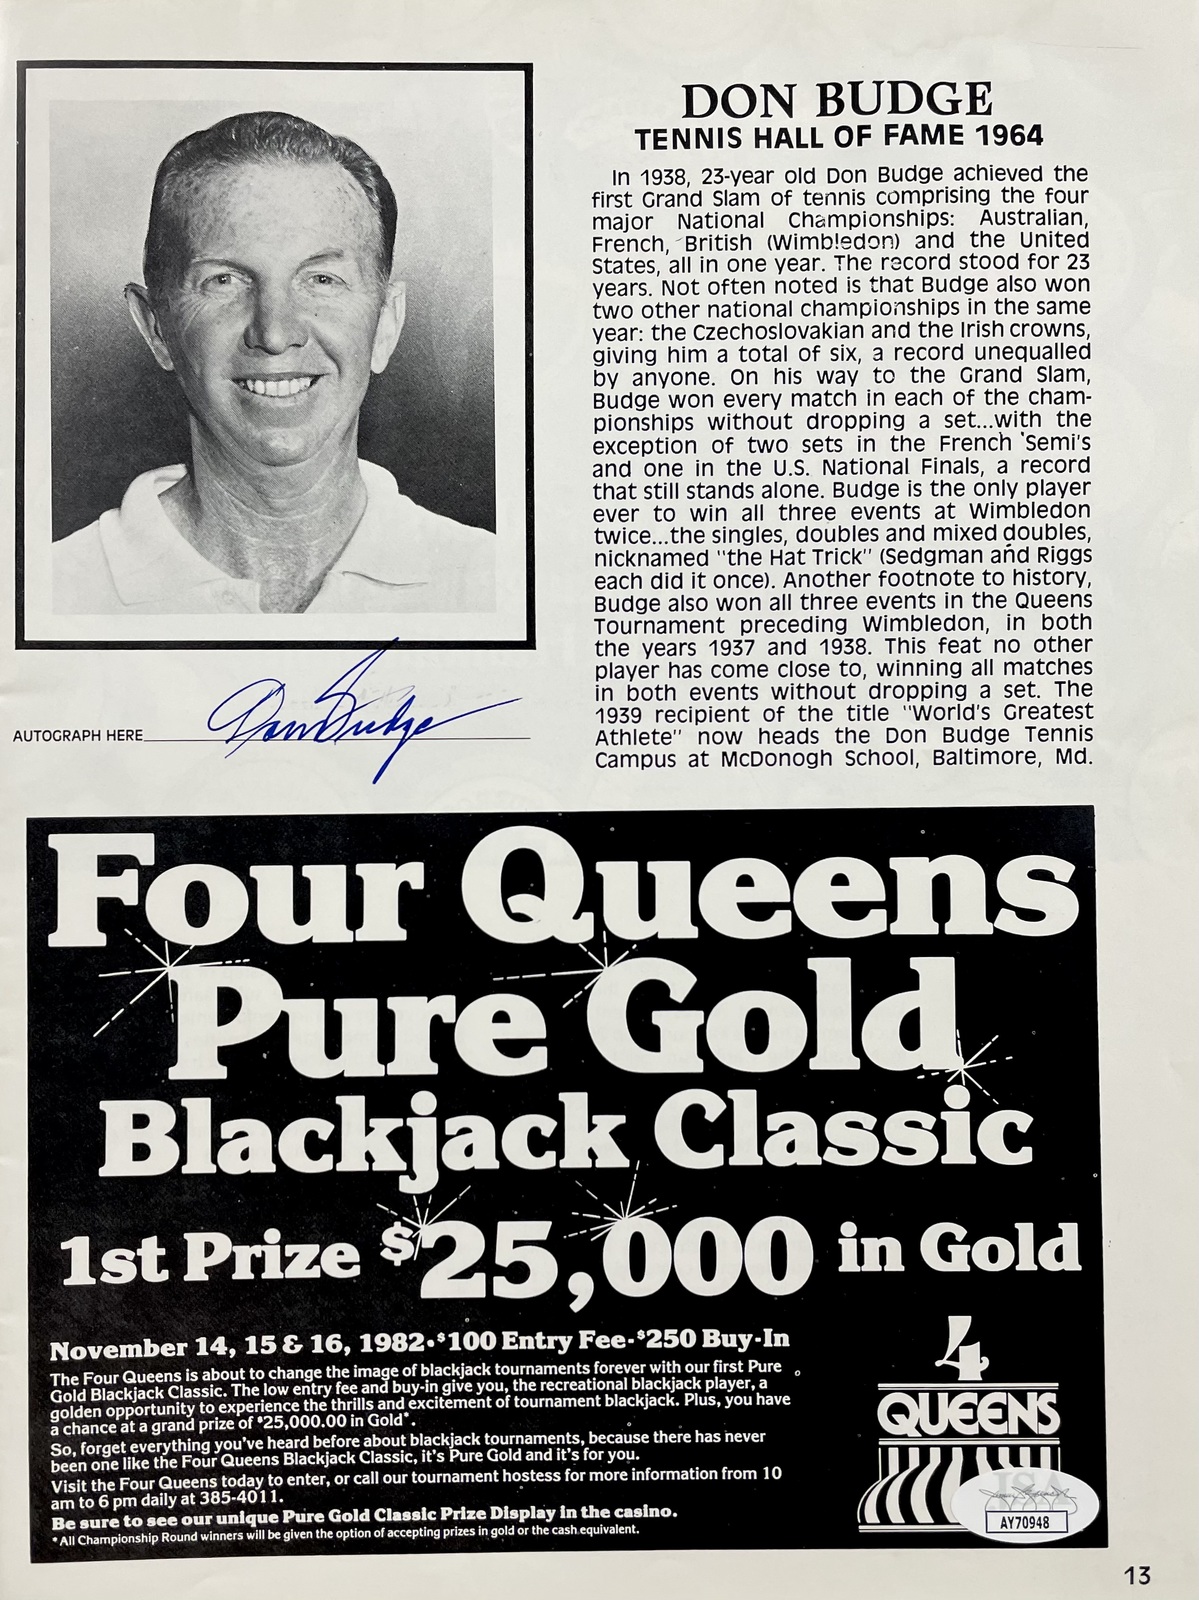 DON BUDGE
TENNIS HALL OF FAME 1964
In 1938, 23-year old Don Budge achieved the
first Grand Slam of tennis comprising the four
major National Championships: Australian,
French, British (Wimbledon) and the United
States, all in one year. The record stood for 23
years. Not often noted is that Budge also won
two other national championships in the same
year: the Czechoslovakian and the Irish crowns,
giving him a total of six, a record unequalled
by anyone. On his way to the Grand Slam,
Budge won every match in each of the cham-
pionships without dropping a set...with the
exception of two sets in the French 'Semi's
and one in the U.S. National Finals, a record
that still stands alone. Budge is the only player
ever to win all three events at Wimbledon
twice...the singles, doubles and mixed doubles,
nicknamed "the Hat Trick" (Sedgman and Riggs
each did it once). Another footnote to history,
Budge also won all three events in the Queens
Tournament preceding Wimbledon, in both
the years 1937 and 1938. This feat no other
player has come close to, winning all matches
in both events without dropping a set. The
1939 recipient of the title "World's Greatest
Athlete" now heads the Don Budge Tennis
Campus at McDonogh School, Baltimore, Md.
AUTOGRAPH HERE Don Budge
Four Queens
Pure Gold
Blackjack Classic
1st Prize $25,000 in Gold
November 14, 15 & 16, 1982•$100 Entry Fee-$250 Buy-In
The Four Queens is about to change the image of blackjack tournaments forever with our first Pure
Gold Blackjack Classic. The low entry fee and buy-in give you, the recreational blackjack player, a
golden opportunity to experience the thrills and excitement of tournament blackjack. Plus, you have
a chance at a grand prize of $25,000.00 in Gold*.
So, forget everything you've heard before about blackjack tournaments, because there has never
been one like the Four Queens Blackjack Classic, it's Pure Gold and it's for you.
Visit the Four Queens today to enter, or call our tournament hostess for more information from 10
am to 6 pm daily at 385-4011.
Be sure to see our unique Pure Gold Classic Prize Display in the casino.
*All Championship Round winners will be given the option of accepting prizes in gold or the cash equivalent.
4
QUEENS
JSA
AY70948
13